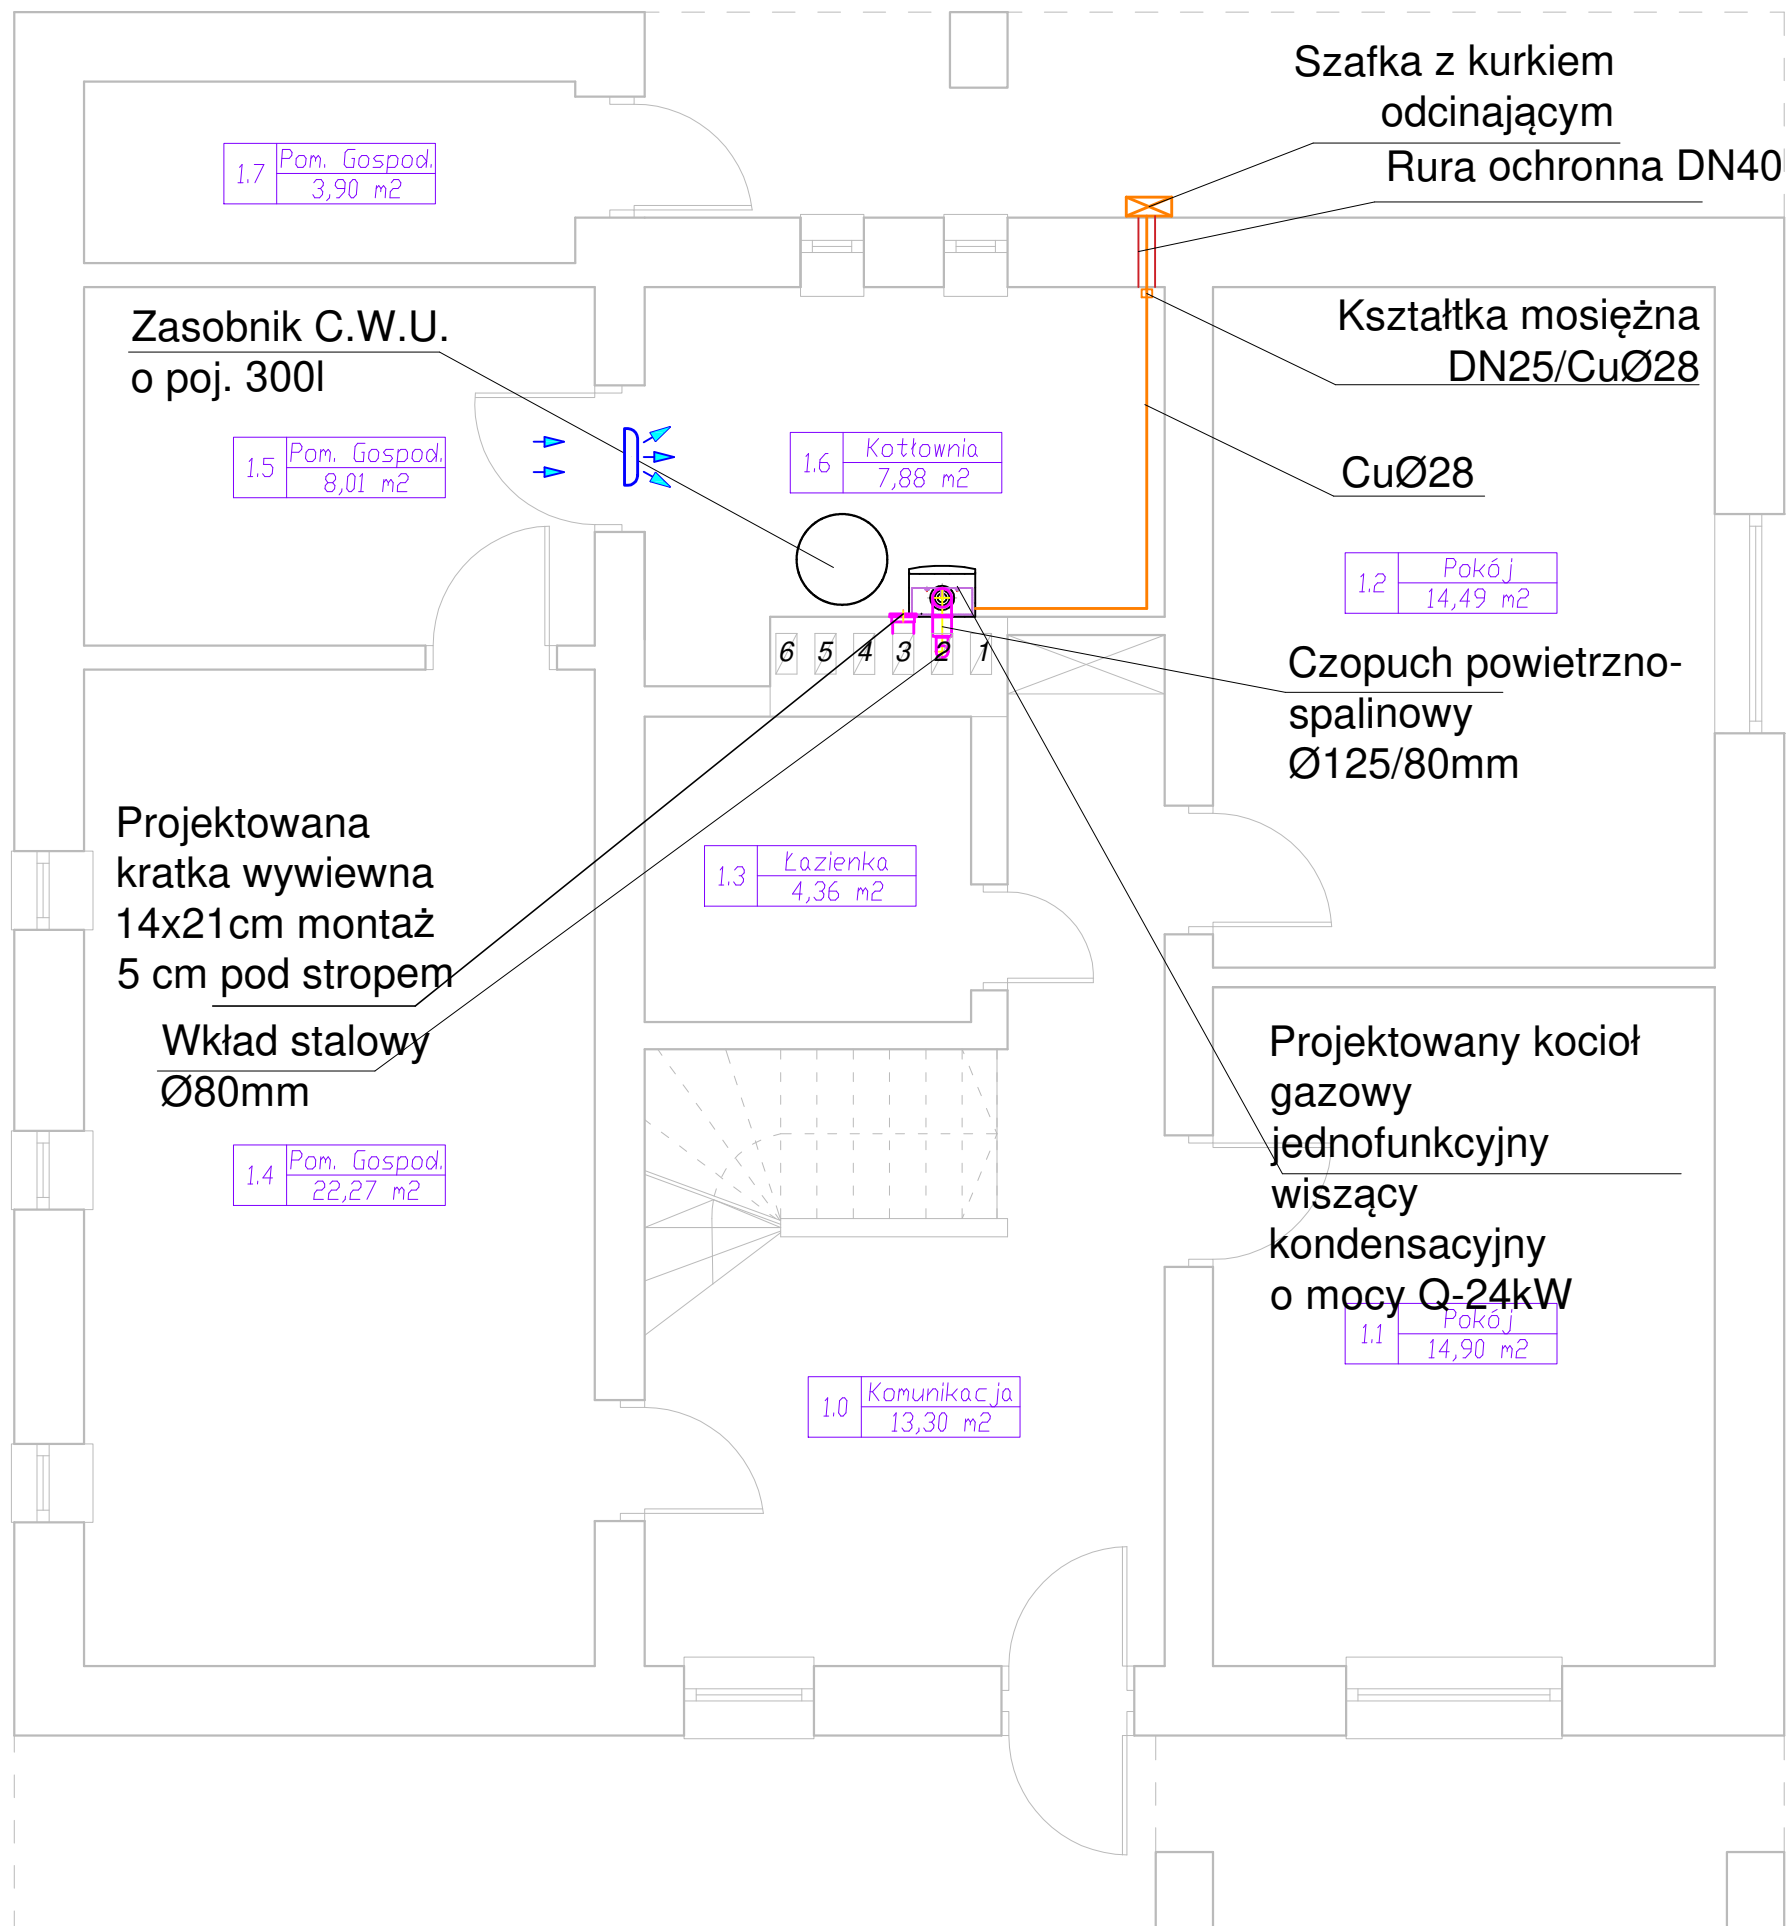 Szafka z kurkiem
odcinającym
Rura ochronna DN40
1.7
Pom. Gospod.
3,90 m2
Zasobnik C.W.U.
o poj. 300l
Kształtka mosiężna
DN25/CuØ28
1.5
Pom. Gospod.
8,01 m2
1.6
Kotłownia
7,88 m2
CuØ28
1.2
Pokój
14,49 m2
6 5 4 3 2 1
Czopuch powietrzno-
spalinowy
Ø125/80mm
Projektowana
kratka wywiewna
14x21cm montaż
5 cm pod stropem
1.3
Łazienka
4,36 m2
Wkład stalowy
Ø80mm
Projektowany kocioł
gazowy
jednofunkcyjny
wiszący
kondensacyjny
o mocy Q-24kW
1.4
Pom. Gospod.
22,27 m2
1.1
Pokój
14,90 m2
1.0
Komunikacja
13,30 m2